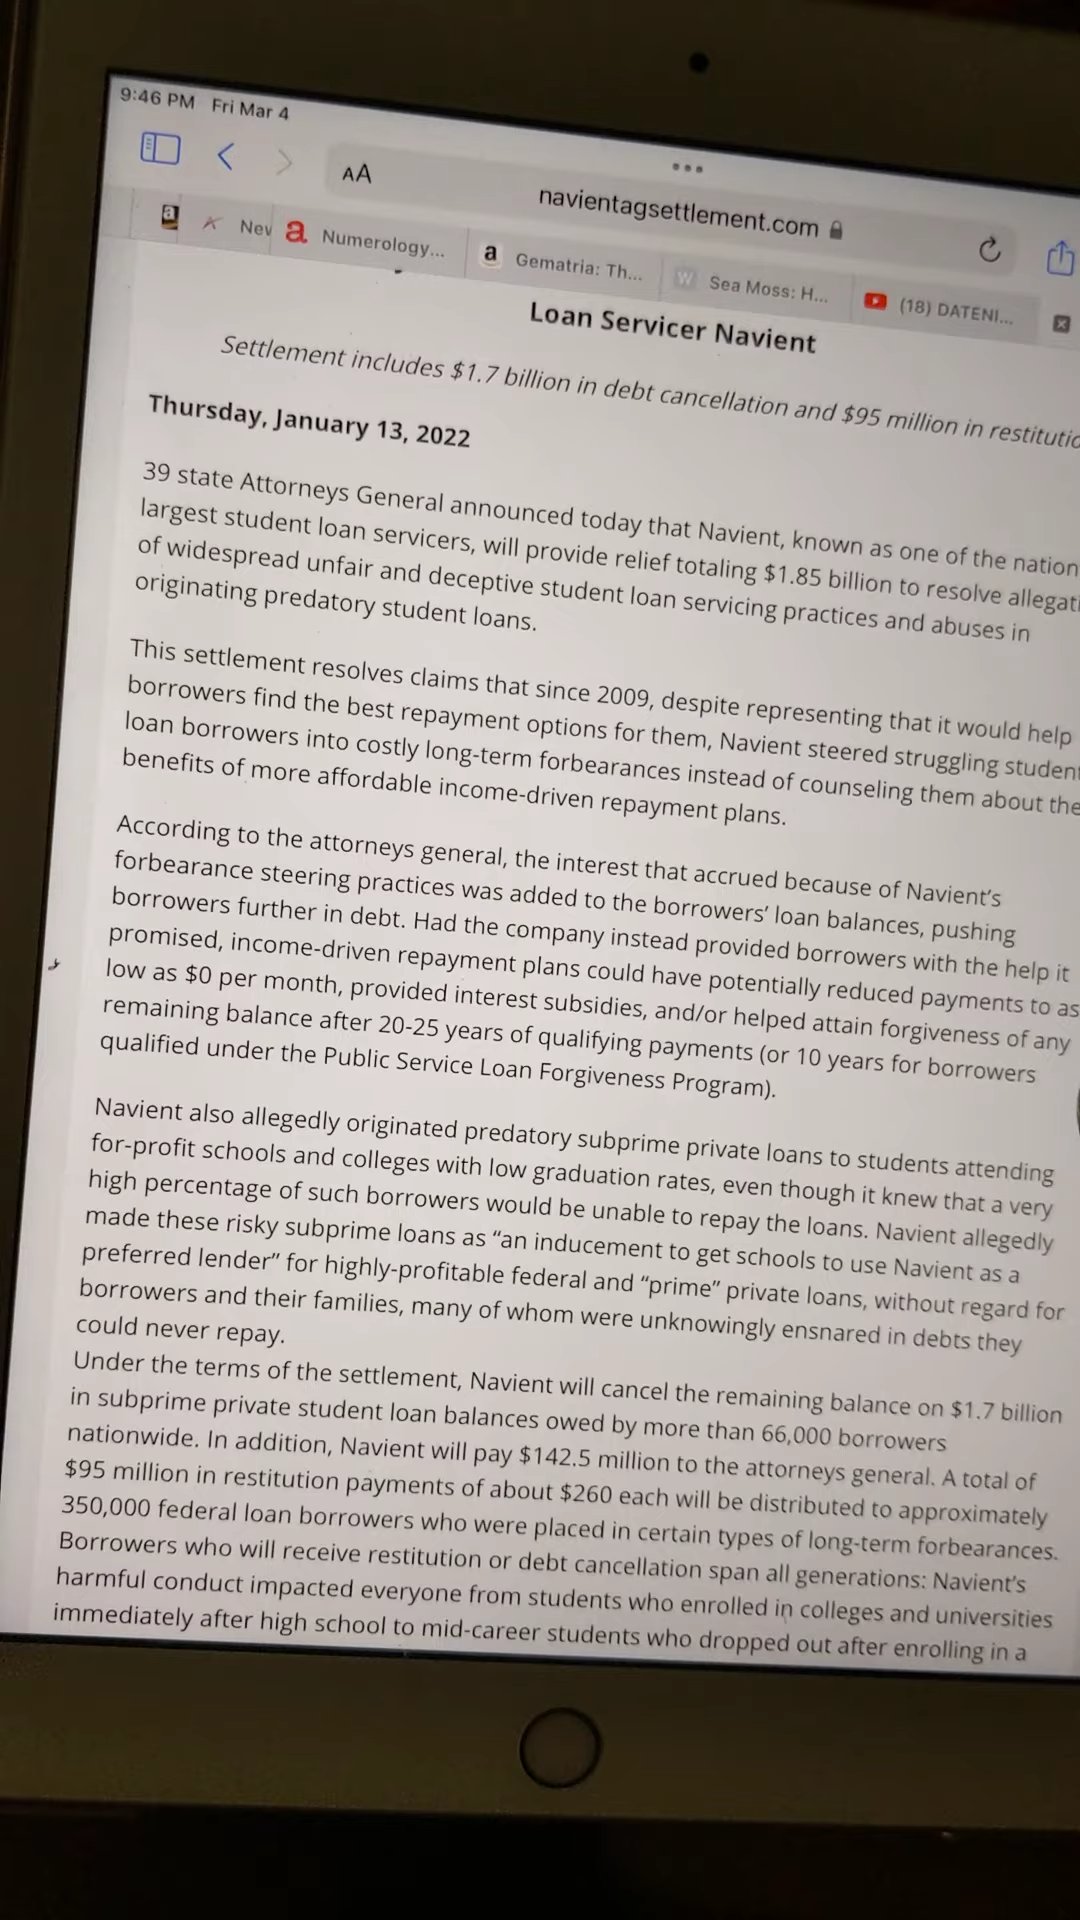 9:46 PM Fri Mar 4
AA
navientagsettlement.com
a
Nev
a Numerology...
a Gematria: Th...
W Sea Moss: H...
(18) DATENI...
Loan Servicer Navient
Settlement includes $1.7 billion in debt cancellation and $95 million in restitutio
Thursday, January 13, 2022
39 state Attorneys General announced today that Navient, known as one of the nation
largest student loan servicers, will provide relief totaling $1.85 billion to resolve allegati
of widespread unfair and deceptive student loan servicing practices and abuses in
originating predatory student loans.
This settlement resolves claims that since 2009, despite representing that it would help
borrowers find the best repayment options for them, Navient steered struggling student
loan borrowers into costly long-term forbearances instead of counseling them about the
benefits of more affordable income-driven repayment plans.
According to the attorneys general, the interest that accrued because of Navient’s
forbearance steering practices was added to the borrowers’ loan balances, pushing
borrowers further in debt. Had the company instead provided borrowers with the help it
promised, income-driven repayment plans could have potentially reduced payments to as
low as $0 per month, provided interest subsidies, and/or helped attain forgiveness of any
remaining balance after 20-25 years of qualifying payments (or 10 years for borrowers
qualified under the Public Service Loan Forgiveness Program).
Navient also allegedly originated predatory subprime private loans to students attending
for-profit schools and colleges with low graduation rates, even though it knew that a very
high percentage of such borrowers would be unable to repay the loans. Navient allegedly
made these risky subprime loans as “an inducement to get schools to use Navient as a
preferred lender” for highly-profitable federal and “prime” private loans, without regard for
borrowers and their families, many of whom were unknowingly ensnared in debts they
could never repay.
Under the terms of the settlement, Navient will cancel the remaining balance on $1.7 billion
in subprime private student loan balances owed by more than 66,000 borrowers
nationwide. In addition, Navient will pay $142.5 million to the attorneys general. A total of
$95 million in restitution payments of about $260 each will be distributed to approximately
350,000 federal loan borrowers who were placed in certain types of long-term forbearances.
Borrowers who will receive restitution or debt cancellation span all generations: Navient’s
harmful conduct impacted everyone from students who enrolled in colleges and universities
immediately after high school to mid-career students who dropped out after enrolling in a